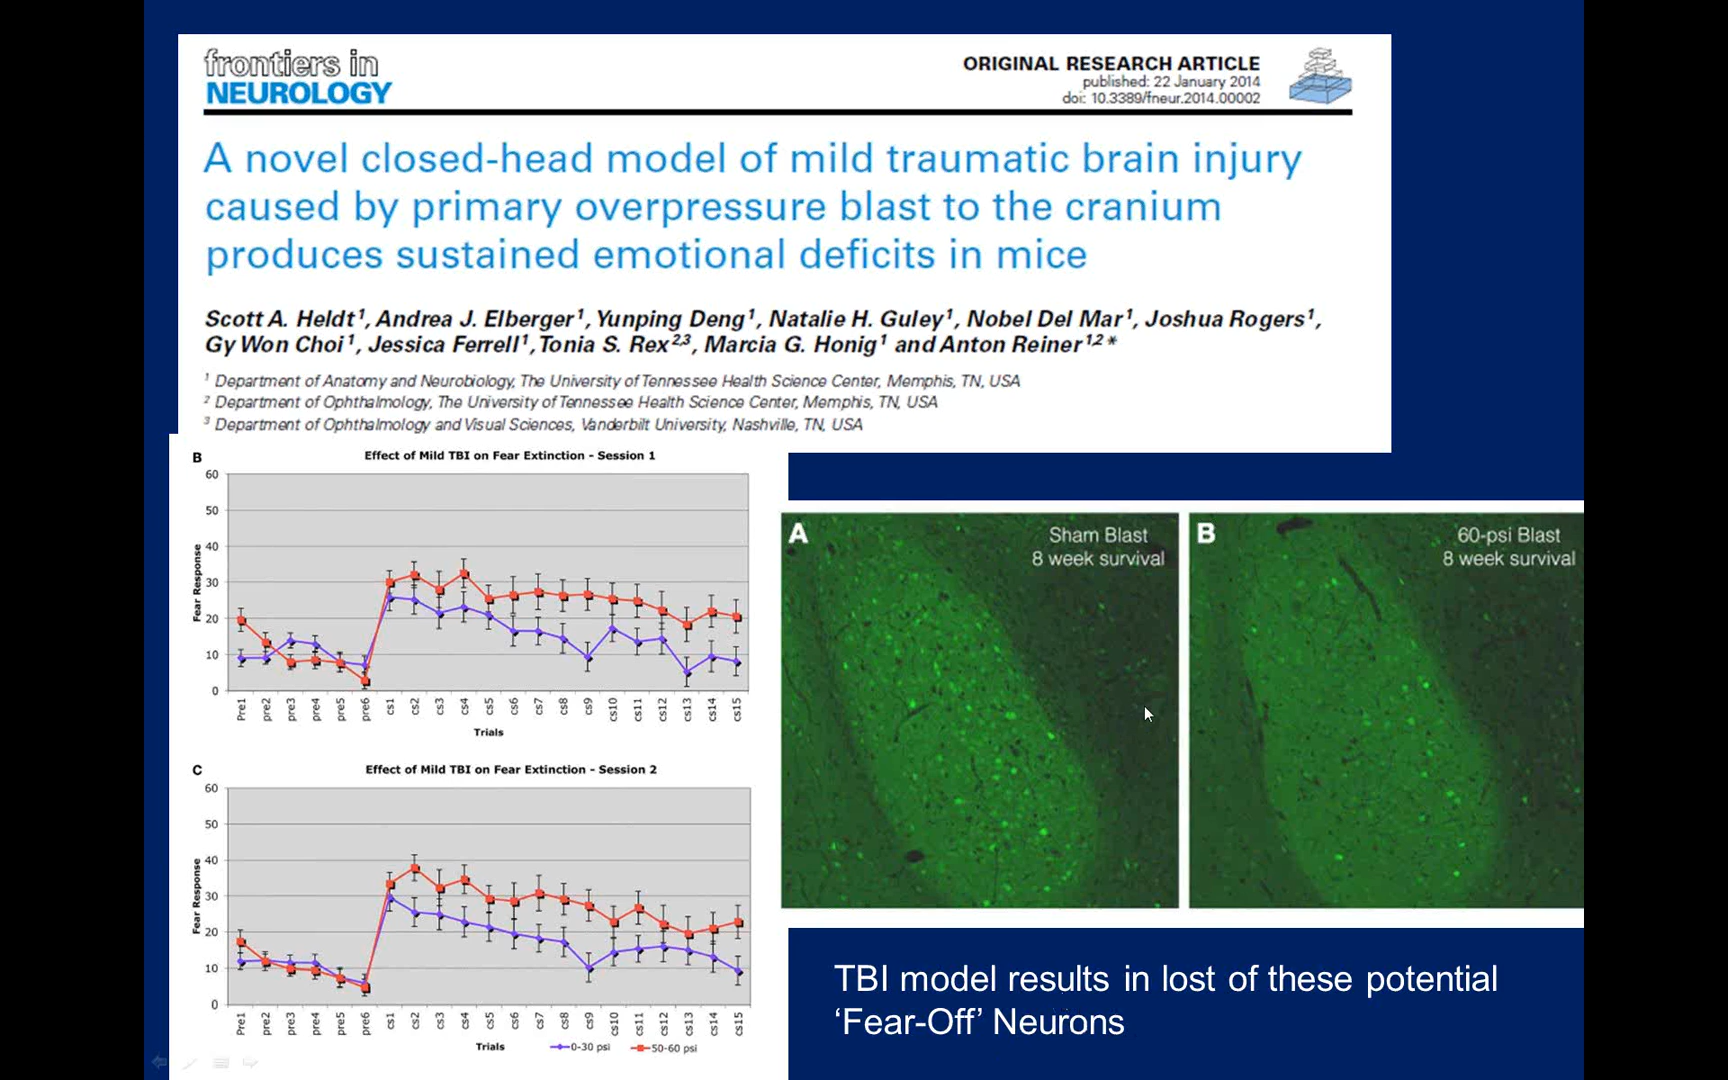 frontiers in
NEUROLOGY
ORIGINAL RESEARCH ARTICLE
published: 22 January 2014
doi: 10.3389/fneur.2014.00002
A novel closed-head model of mild traumatic brain injury
caused by primary overpressure blast to the cranium
produces sustained emotional deficits in mice
Scott A. Heldt1, Andrea J. Elberger1, Yunping Deng1, Natalie H. Guley1, Nobel Del Mar1, Joshua Rogers1,
Gy Won Choi1, Jessica Ferrell1, Tonia S. Rex2,3, Marcia G. Honig1 and Anton Reiner1,2*
1 Department of Anatomy and Neurobiology, The University of Tennessee Health Science Center, Memphis, TN, USA
2 Department of Ophthalmology, The University of Tennessee Health Science Center, Memphis, TN, USA
3 Department of Ophthalmology and Visual Sciences, Vanderbilt University, Nashville, TN, USA
B
Effect of Mild TBI on Fear Extinction - Session 1
Fear Response
60
50
40
30
20
10
0
Pre1 pre2 pre3 pre4 pre5 pre6 cs1 cs2 cs3 cs4 cs5 cs6 cs7 cs8 cs9 cs10 cs11 cs12 cs13 cs14 cs15
Trials
C
Effect of Mild TBI on Fear Extinction - Session 2
Fear Response
60
50
40
30
20
10
0
Pre1 pre2 pre3 pre4 pre5 pre6 cs1 cs2 cs3 cs4 cs5 cs6 cs7 cs8 cs9 cs10 cs11 cs12 cs13 cs14 cs15
Trials
0-30 psi
50-60 psi
A
Sham Blast
8 week survival
B
60-psi Blast
8 week survival
TBI model results in lost of these potential
‘Fear-Off’ Neurons